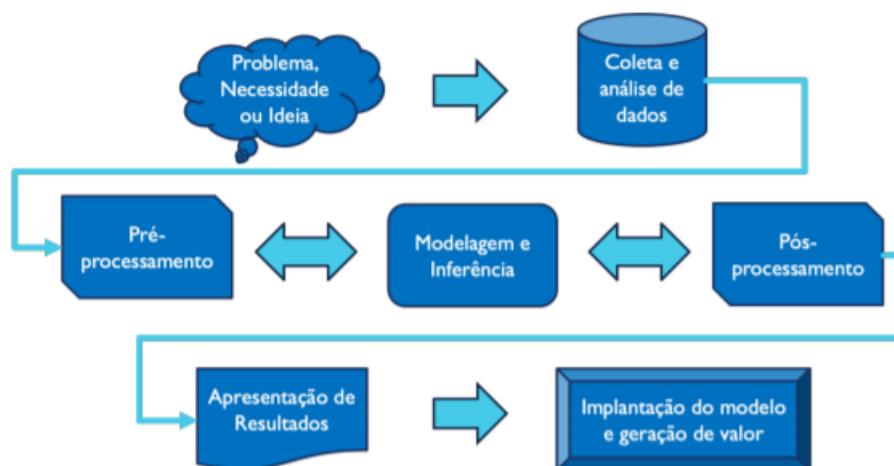 Problema,
Necessidade
ou Ideia
Coleta e
análise de
dados
Pré-
processamento
Modelagem e
Inferência
Pós-
processamento
Apresentação de
Resultados
Implantação do modelo
e geração de valor